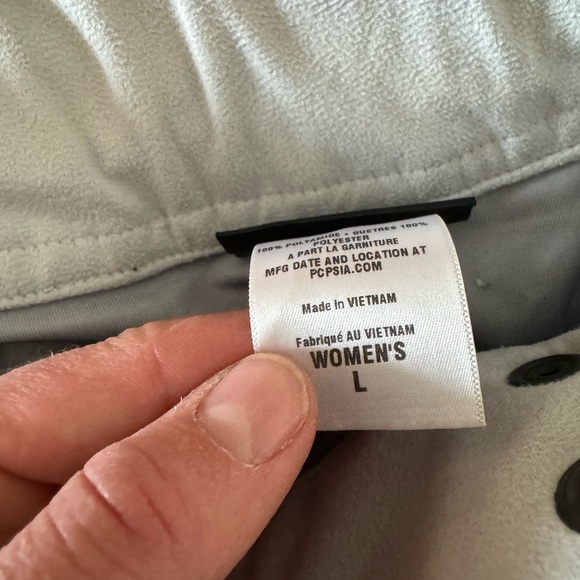 100% POLYAMIDE • GUETRES 100%
POLYESTER
A PART LA GARNITURE
MFG DATE AND LOCATION AT
PCPSIA.COM
Made in VIETNAM
Fabriqué AU VIETNAM
WOMEN'S
L